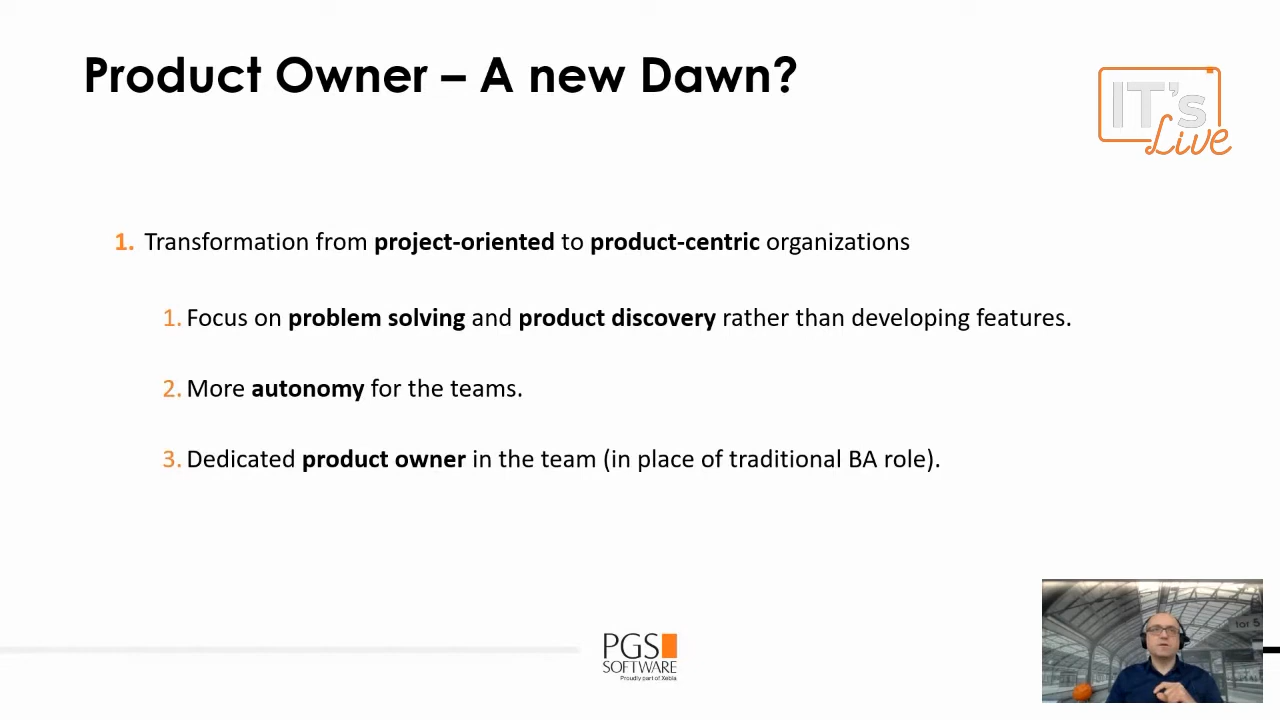 Product Owner – A new Dawn?
IT's
Live
1. Transformation from project-oriented to product-centric organizations
1. Focus on problem solving and product discovery rather than developing features.
2. More autonomy for the teams.
3. Dedicated product owner in the team (in place of traditional BA role).
PGS
SOFTWARE
Proudly part of Xebia
tor 5